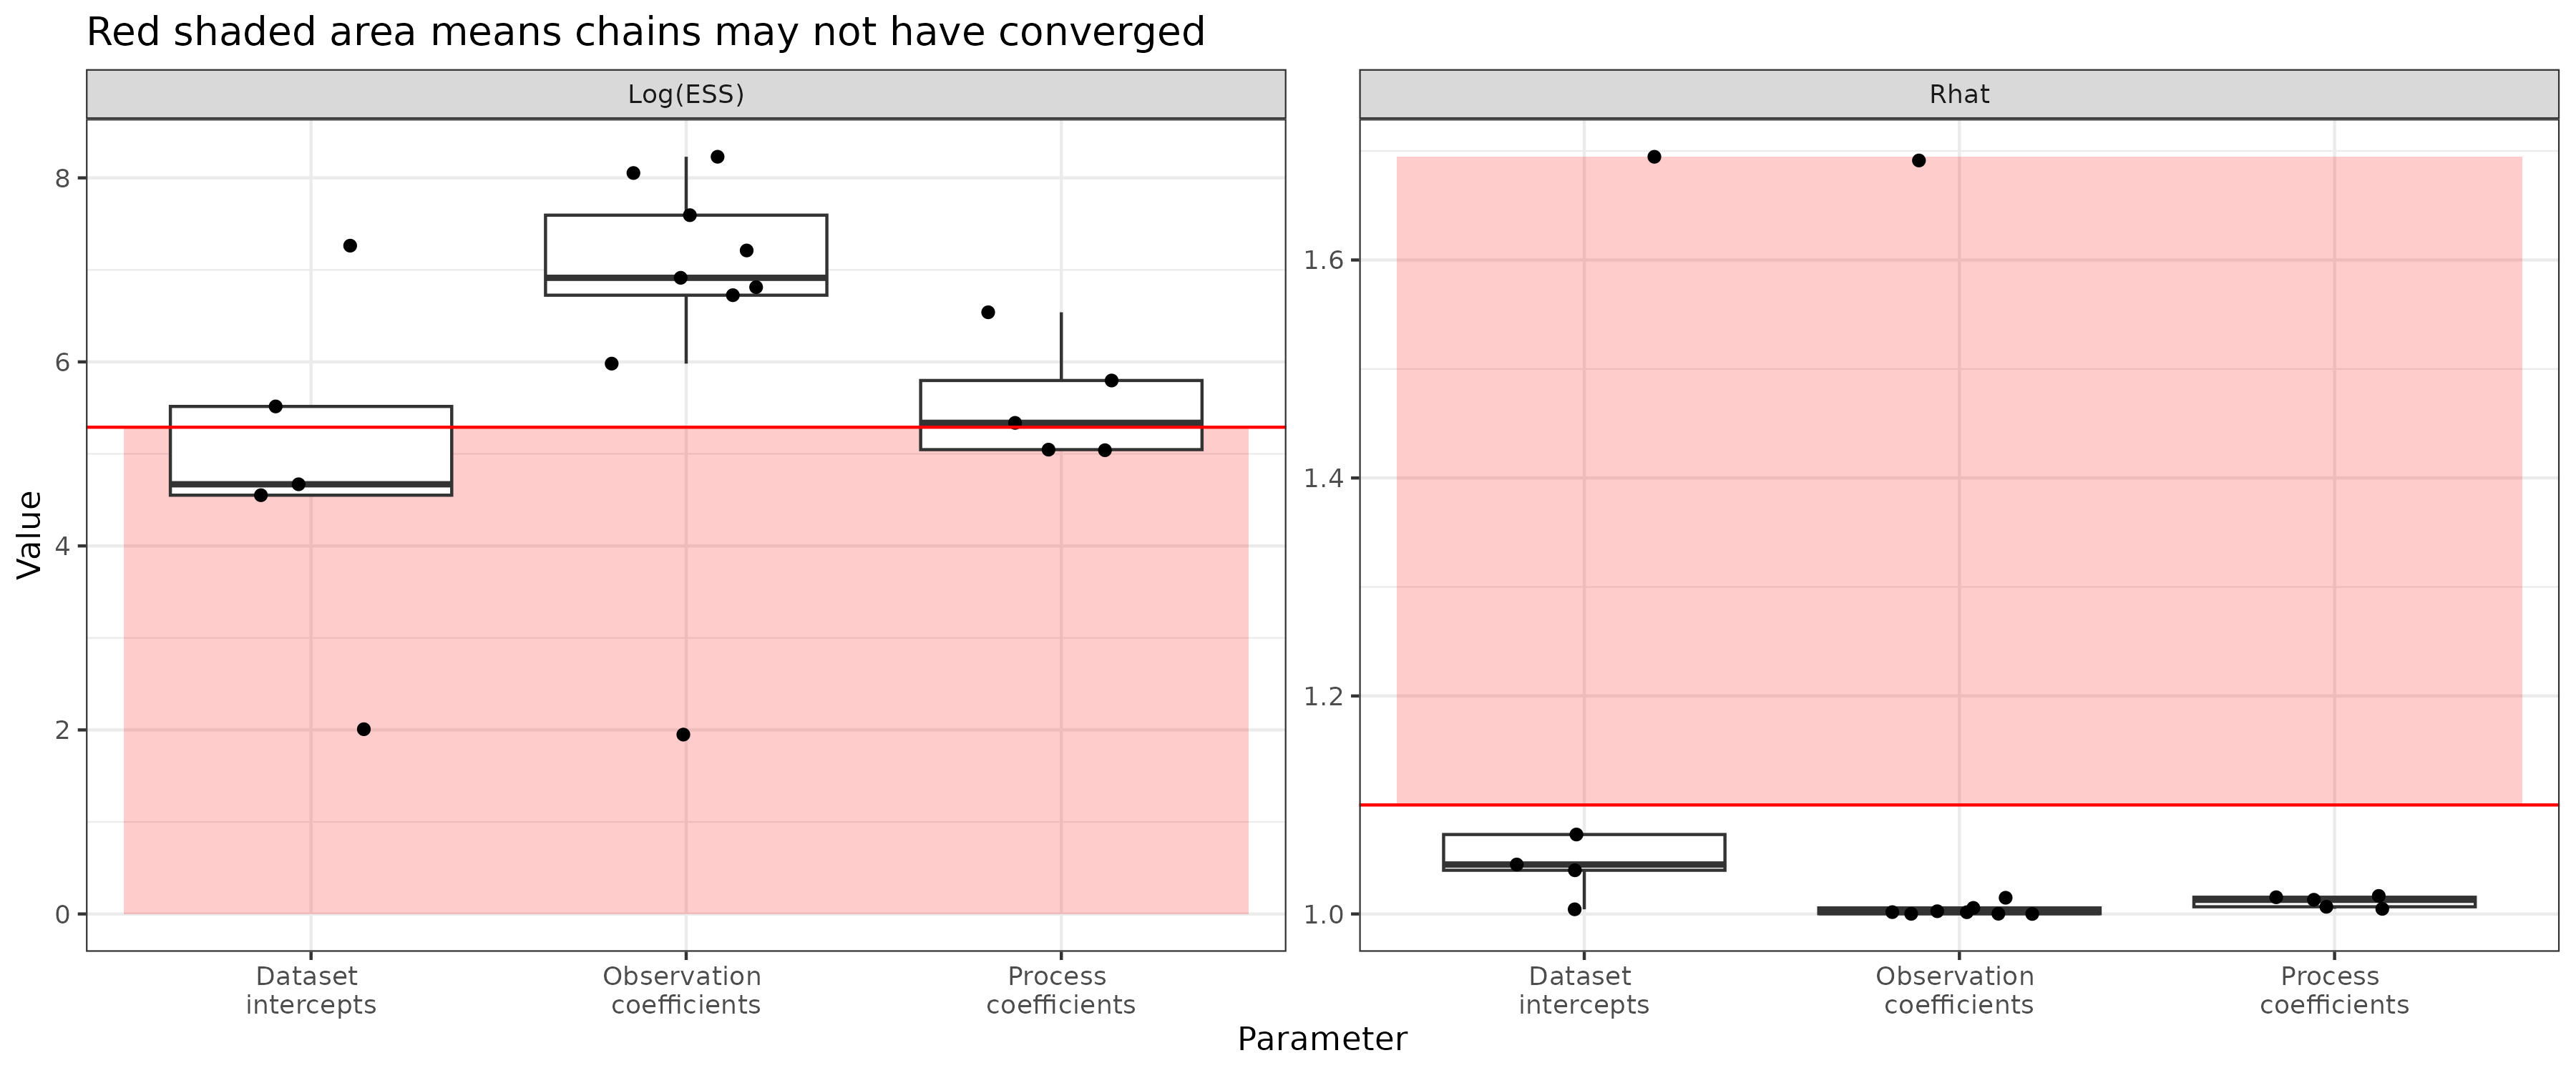 Red shaded area means chains may not have converged
Log(ESS)
Rhat
Value
8
6
4
2
0
1.6
1.4
1.2
1.0
Dataset
intercepts
Observation
coefficients
Process
coefficients
Dataset
intercepts
Observation
coefficients
Process
coefficients
Parameter